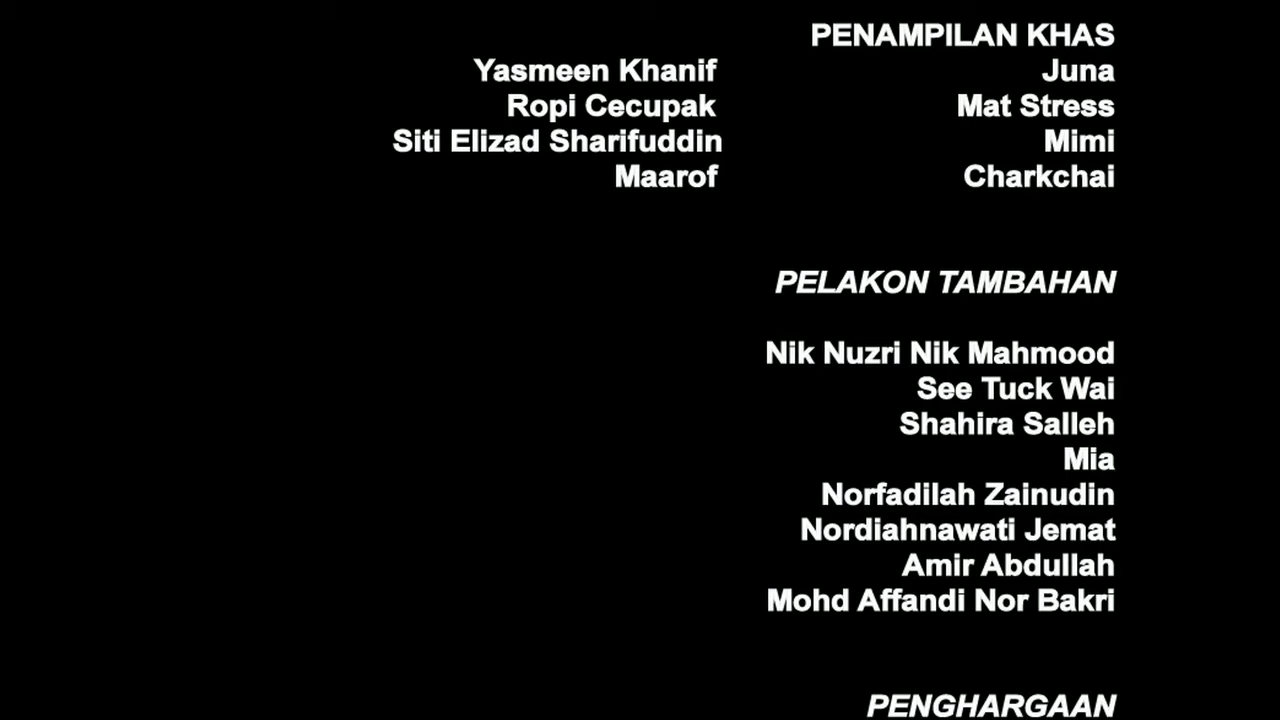 PENAMPILAN KHAS
Yasmeen Khanif Juna
Ropi Cecupak Mat Stress
Siti Elizad Sharifuddin Mimi
Maarof Charkchai
PELAKON TAMBAHAN
Nik Nuzri Nik Mahmood
See Tuck Wai
Shahira Salleh
Mia
Norfadilah Zainudin
Nordiahnawati Jemat
Amir Abdullah
Mohd Affandi Nor Bakri
PENGHARGAAN